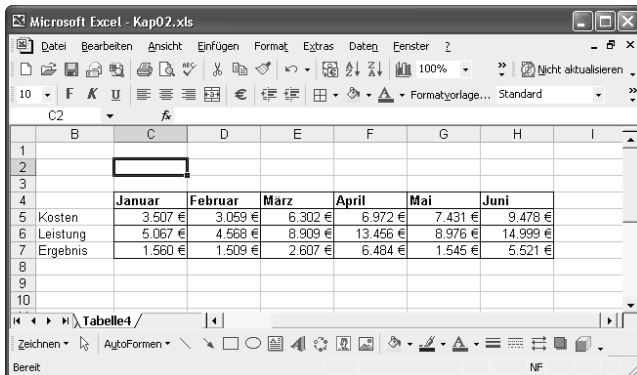 Microsoft Excel - Kap02.xls
Datei Bearbeiten Ansicht Einfügen Format Extras Daten Fenster ?
100% Nicht aktualisieren
10 F K U € Formatvorlage... Standard
C2 fx
B C D E F G H I
1
2
3
4 Januar Februar März April Mai Juni
5 Kosten 3.507 € 3.059 € 6.302 € 6.972 € 7.431 € 9.478 €
6 Leistung 5.067 € 4.568 € 8.909 € 13.456 € 8.976 € 14.999 €
7 Ergebnis 1.560 € 1.509 € 2.607 € 6.484 € 1.545 € 5.521 €
8
9
10
Tabelle4
Zeichnen AutoFormen
Bereit NF